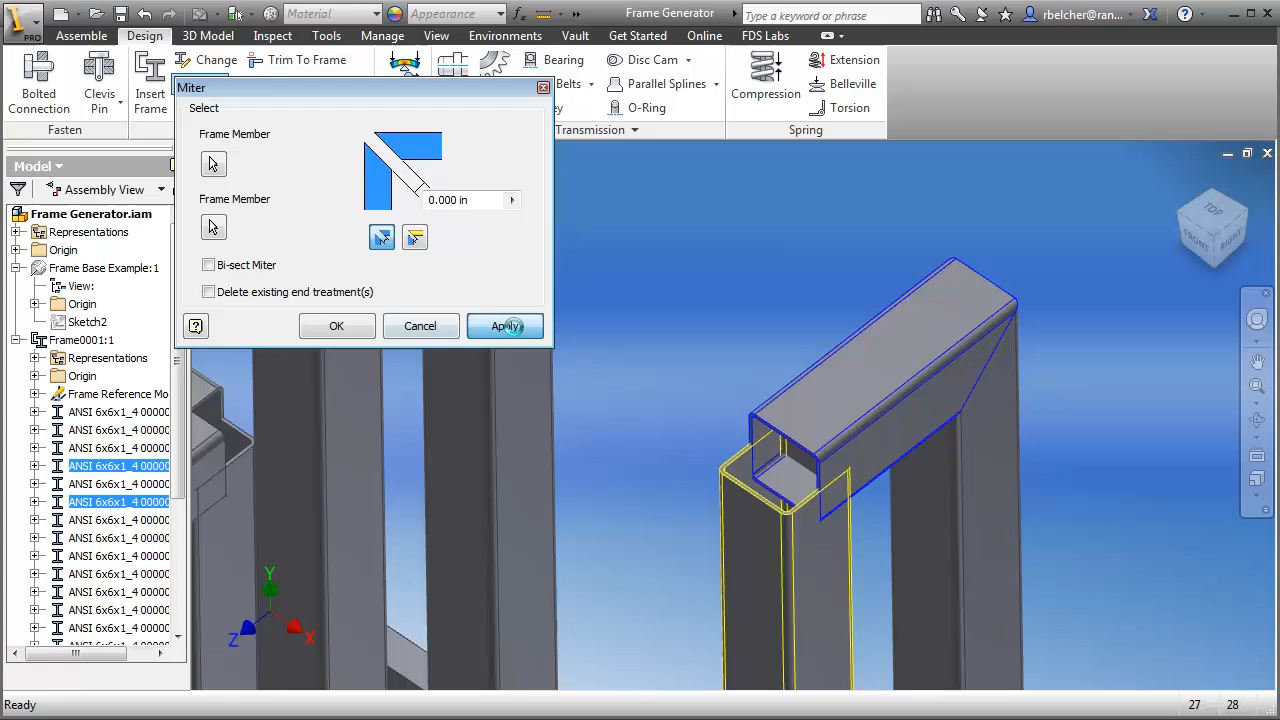 PRO
Material
Appearance
Frame Generator
Type a keyword or phrase
rbelcher@ran...
Assemble
Design
3D Model
Inspect
Tools
Manage
View
Environments
Vault
Get Started
Online
FDS Labs
Bolted Connection
Clevis Pin
Insert Frame
Change
Trim To Frame
Bearing
Disc Cam
Belts
Parallel Splines
O-Ring
Compression
Extension
Belleville
Torsion
Fasten
Transmission
Spring
Miter
Select
Frame Member
Frame Member
0.000 in
Bi-sect Miter
Delete existing end treatment(s)
OK
Cancel
Apply
Model
Assembly View
Frame Generator.iam
Representations
Origin
Frame Base Example:1
View:
Origin
Sketch2
Frame0001:1
Representations
Origin
Frame Reference Mo
ANSI 6x6x1_4 00000
ANSI 6x6x1_4 00000
ANSI 6x6x1_4 00000
ANSI 6x6x1_4 00000
ANSI 6x6x1_4 00000
ANSI 6x6x1_4 00000
ANSI 6x6x1_4 00000
ANSI 6x6x1_4 00000
ANSI 6x6x1_4 00000
ANSI 6x6x1_4 00000
ANSI 6x6x1_4 00000
ANSI 6x6x1_4 00000
TOP
FRONT
RIGHT
Y
Z
X
Ready
27
28